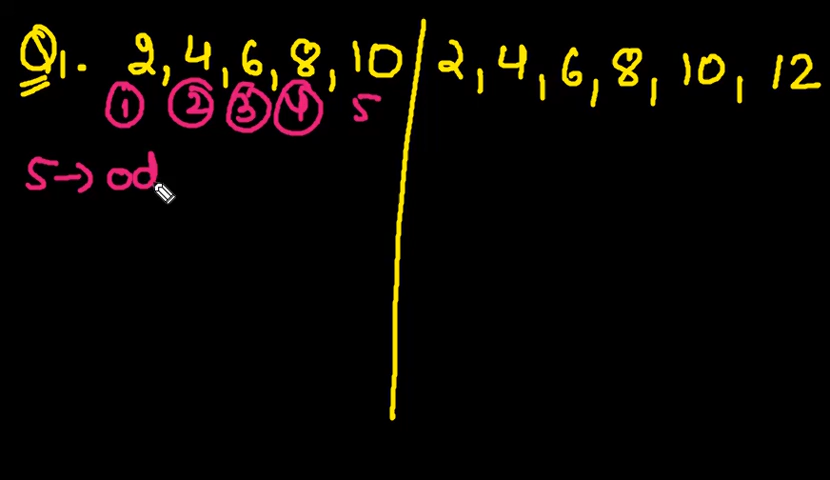 Q1. 2, 4, 6, 8, 10
1 2 3 4 5
5 → od
2, 4, 6, 8, 10, 12